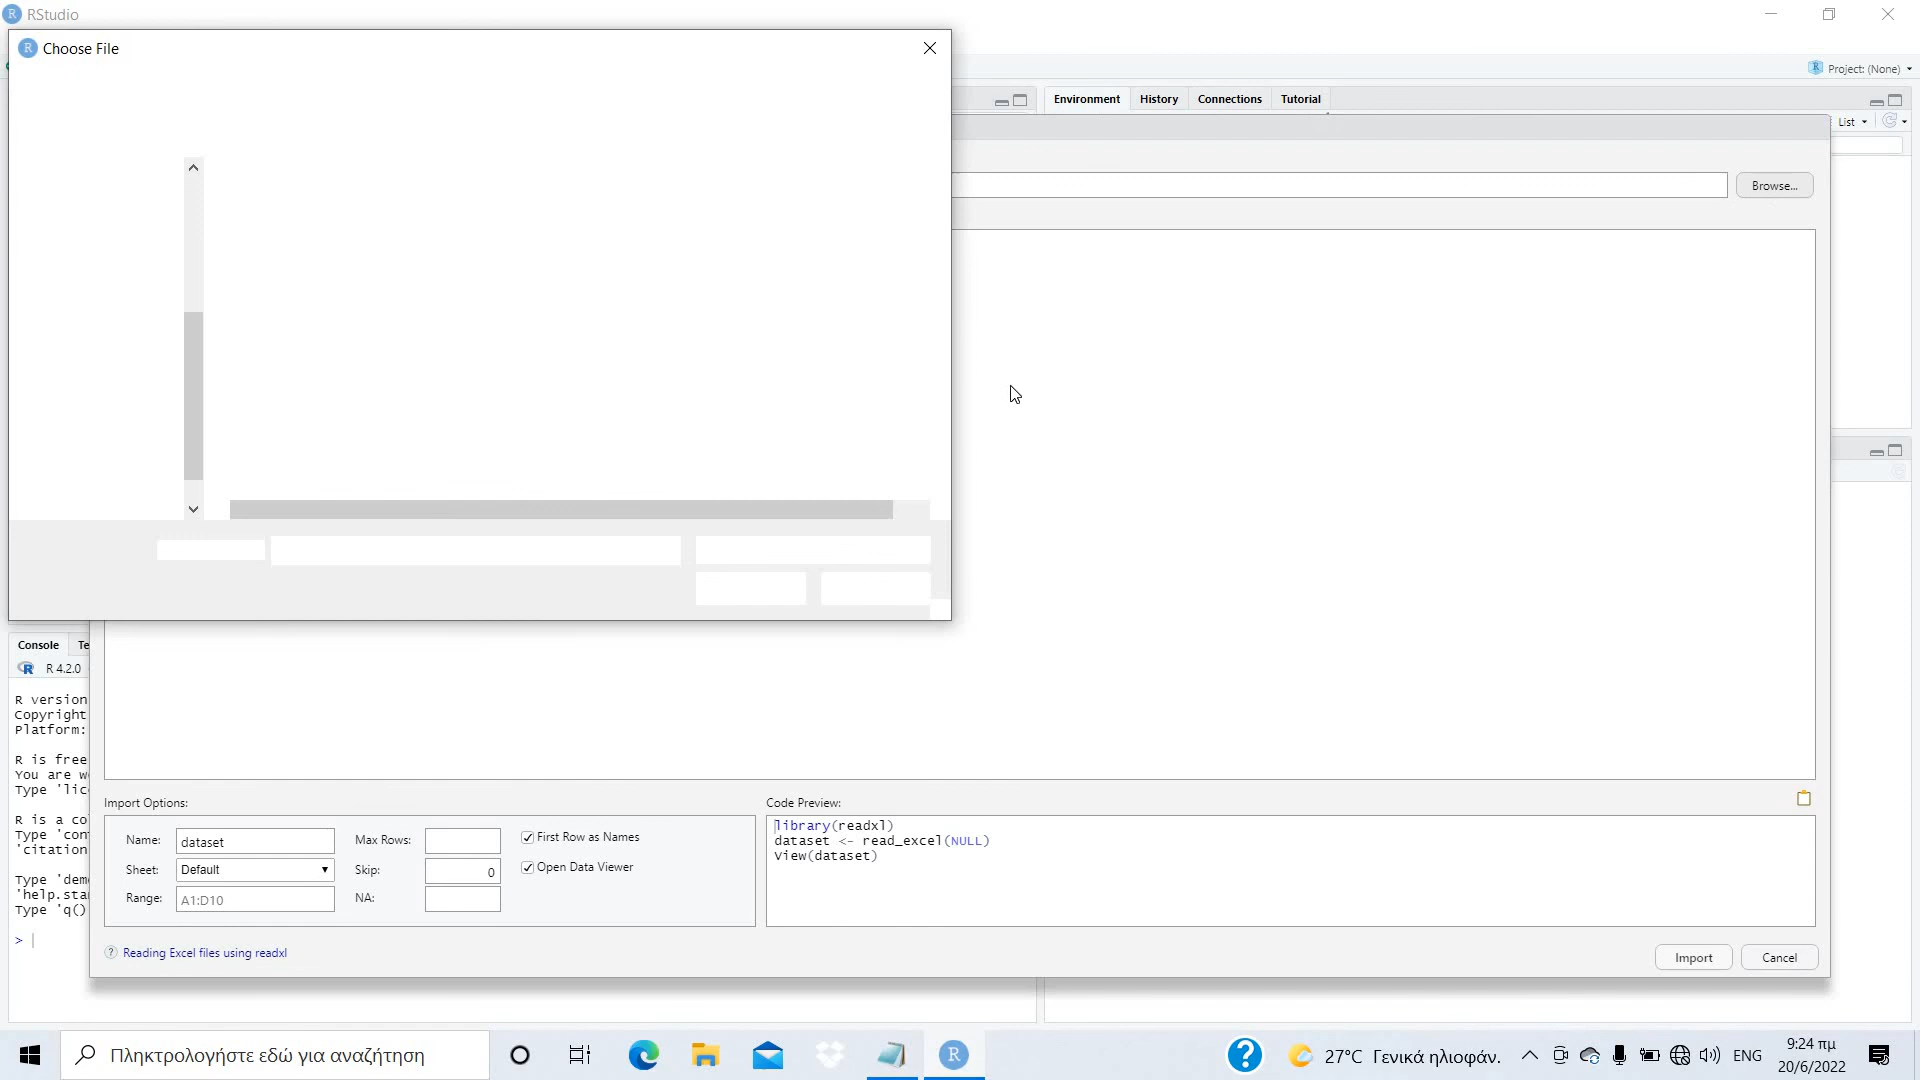 RStudio
Choose File
Project: (None)
Environment
History
Connections
Tutorial
List
Browse...
Console
Te
R 4.2.0
R version
Copyright
Platform:
R is free
You are w
Type 'lic
R is a co
Type 'con
'citation
Type 'dem
'help.sta
Type 'q()
>
Import Options:
Name:
dataset
Max Rows:
First Row as Names
Sheet:
Default
Skip:
0
Open Data Viewer
Range:
A1:D10
NA:
Code Preview:
library(readxl)
dataset <- read_excel(NULL)
View(dataset)
? Reading Excel files using readxl
Import
Cancel
Πληκτρολογήστε εδώ για αναζήτηση
27°C Γενικά ηλιοφάν.
ENG
9:24 πμ
20/6/2022